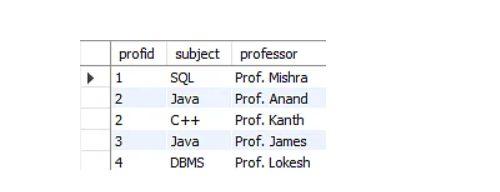 profid subject professor
1 SQL Prof. Mishra
2 Java Prof. Anand
2 C++ Prof. Kanth
3 Java Prof. James
4 DBMS Prof. Lokesh